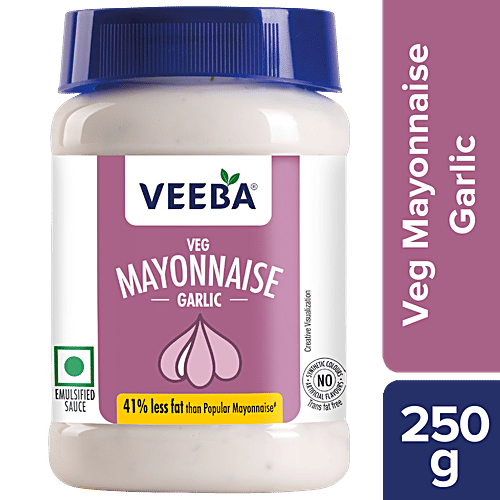 VEEBA®
VEG
MAYONNAISE
GARLIC
EMULSIFIED
SAUCE
41% less fat than Popular Mayonnaise#
Creative Visualization
SYNTHETIC COLOURS
NO
ARTIFICIAL FLAVOURS
Trans fat free
Veg Mayonnaise
Garlic
250
g